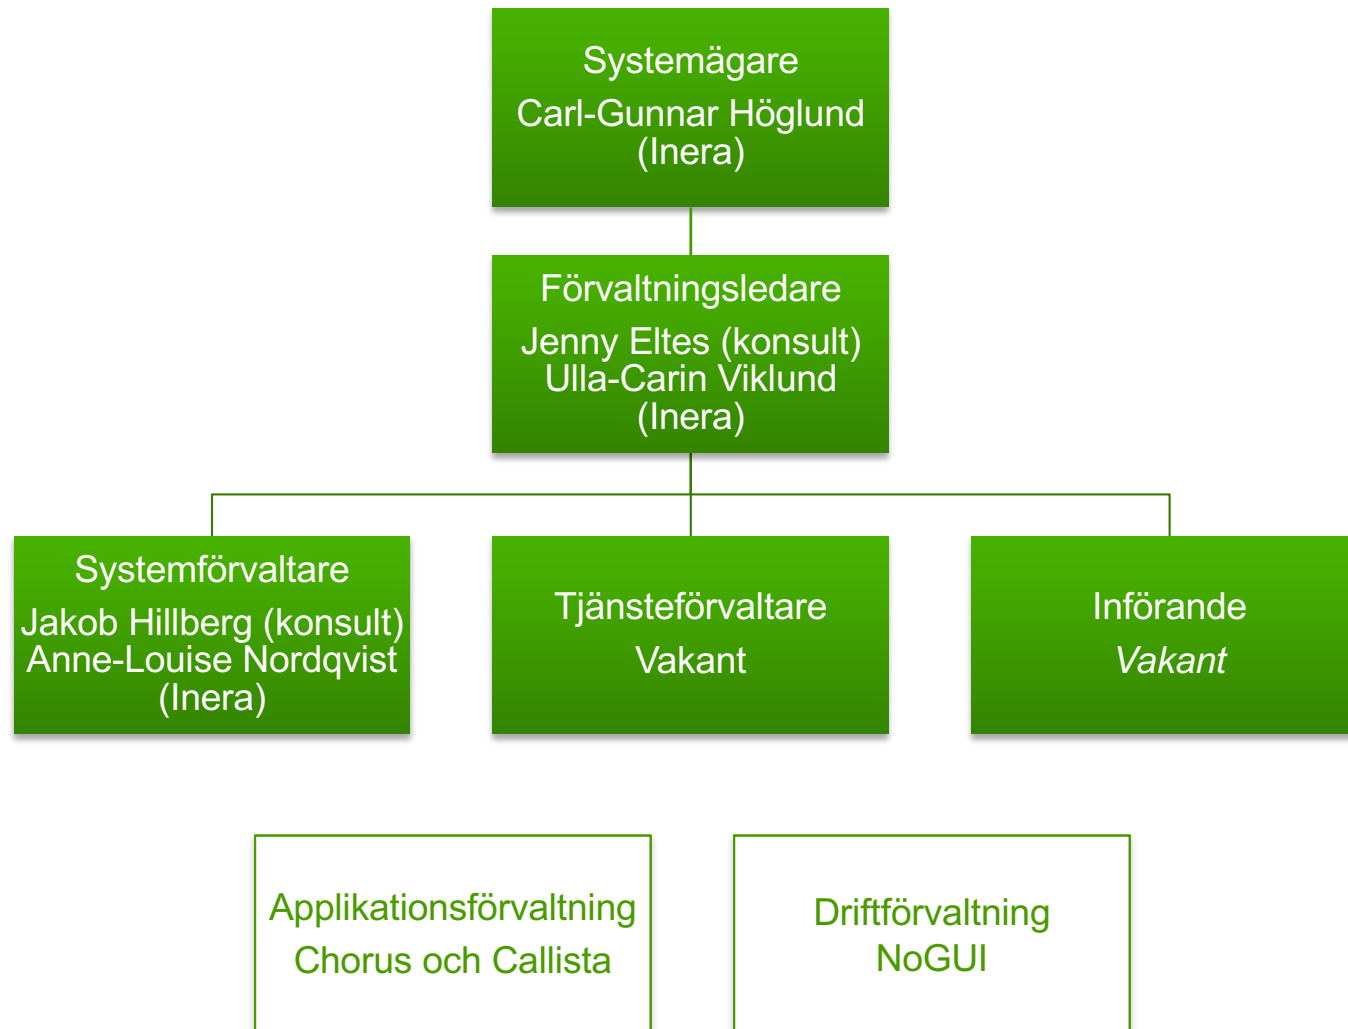 Systemägare
Carl-Gunnar Höglund
(Inera)
Förvaltningsledare
Jenny Eltes (konsult)
Ulla-Carin Viklund
(Inera)
Systemförvaltare
Jakob Hillberg (konsult)
Anne-Louise Nordqvist
(Inera)
Tjänsteförvaltare
Vakant
Införande
Vakant
Applikationsförvaltning
Chorus och Callista
Driftförvaltning
NoGUI